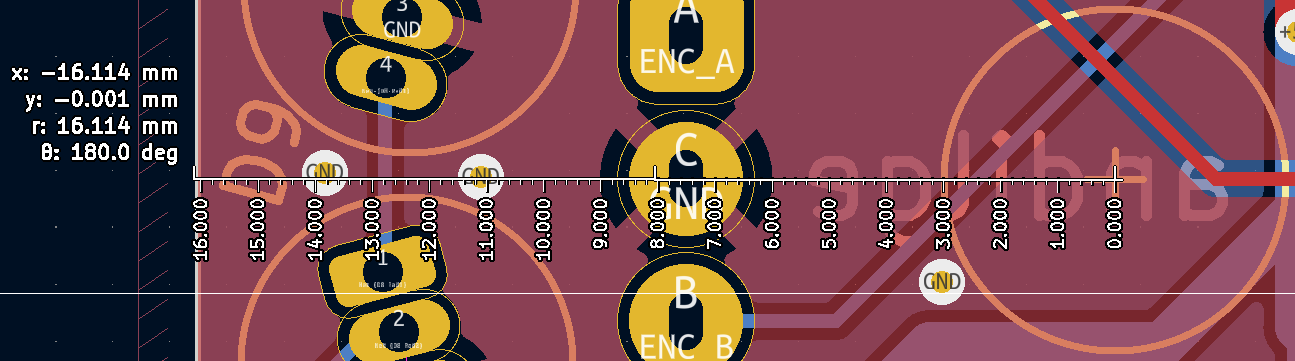 x: -16.114 mm
y: -0.001 mm
r: 16.114 mm
θ: 180.0 deg
3
GND
4
A
ENC_A
D9
GND
GND
C
GND
16.000
15.000
14.000
13.000
12.000
11.000
10.000
9.000
8.000
7.000
6.000
5.000
4.000
3.000
2.000
1.000
0.000
1
2
B
ENC_B
GND